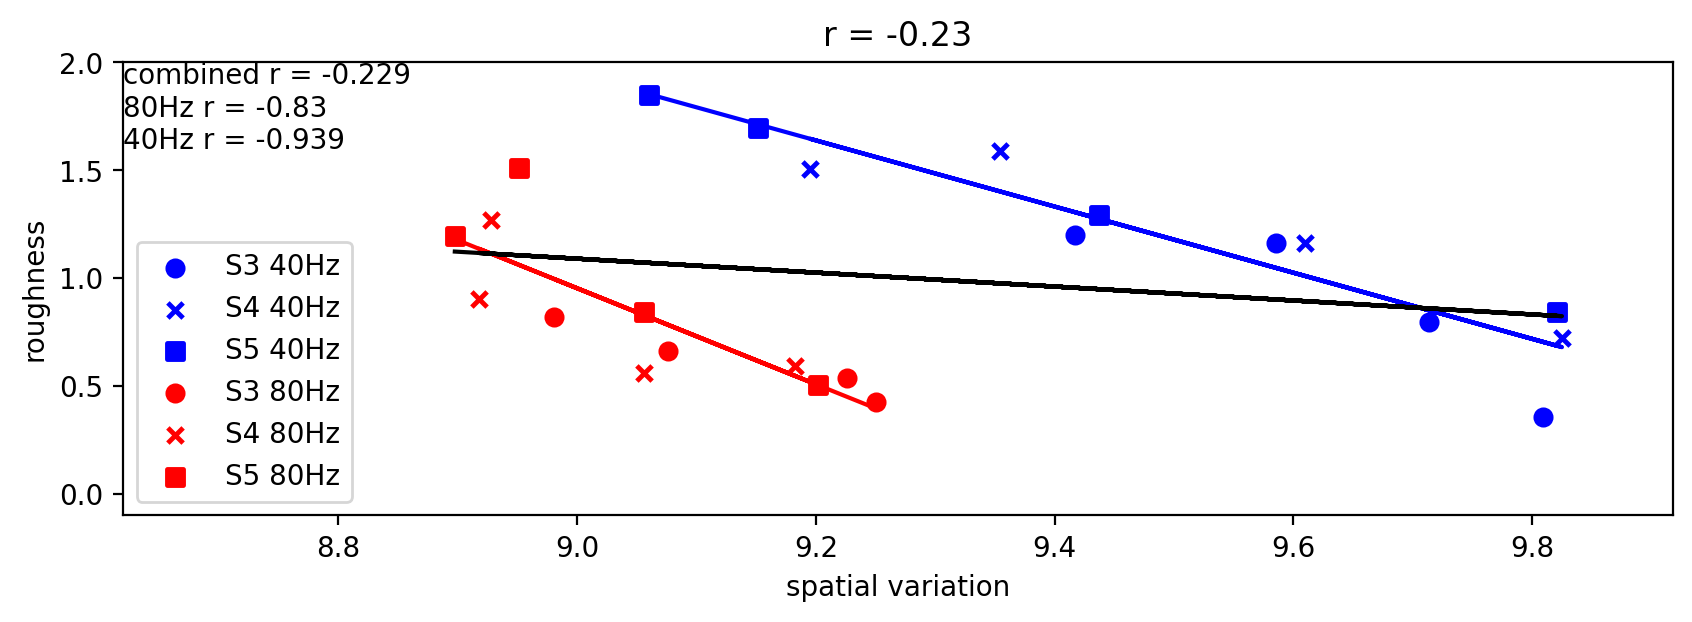 r = -0.23
combined r = -0.229
80Hz r = -0.83
40Hz r = -0.939
2.0
1.5
1.0
0.5
0.0
roughness
S3 40Hz
S4 40Hz
S5 40Hz
S3 80Hz
S4 80Hz
S5 80Hz
8.8 9.0 9.2 9.4 9.6 9.8
spatial variation